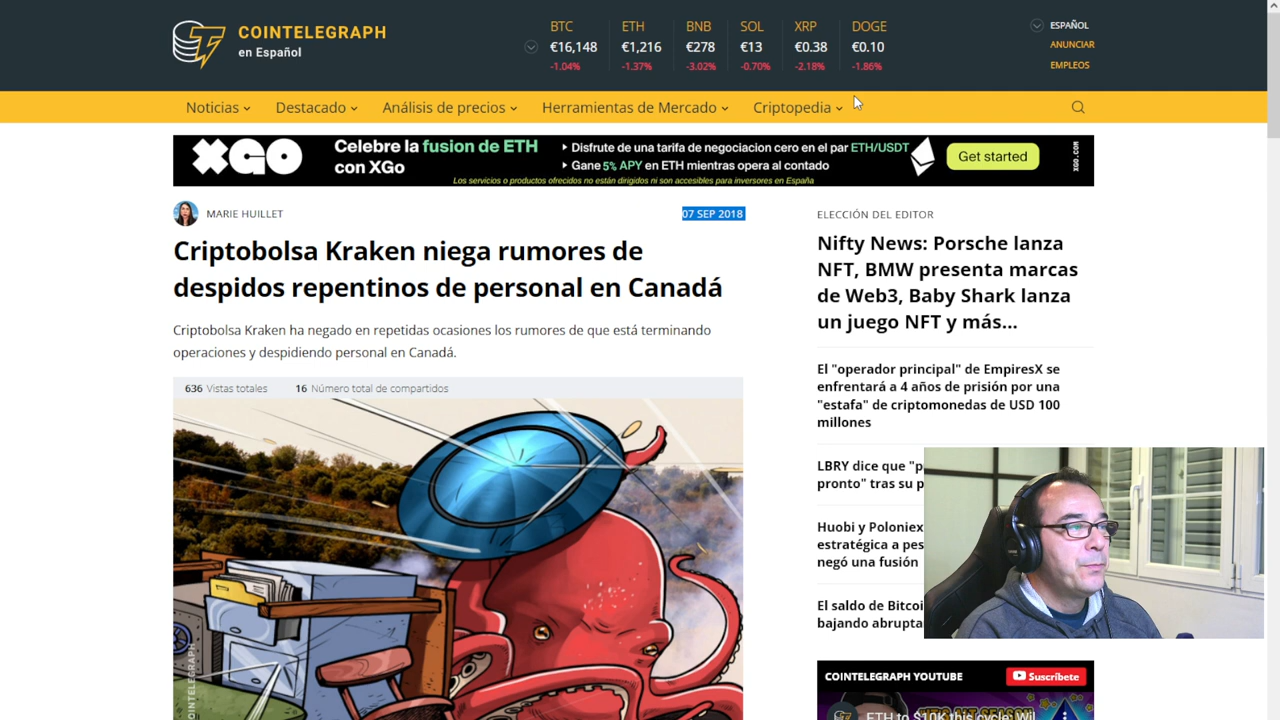 COINTELEGRAPH
en Español
BTC
€16,148
-1.04%
ETH
€1,216
-1.37%
BNB
€278
-3.02%
SOL
€13
-0.70%
XRP
€0.38
-2.18%
DOGE
€0.10
-1.86%
ESPAÑOL
ANUNCIAR
EMPLEOS
Noticias
Destacado
Análisis de precios
Herramientas de Mercado
Criptopedia
XGO
Celebre la fusion de ETH
con XGo
Disfrute de una tarifa de negociacion cero en el par ETH/USDT
Gane 5% APY en ETH mientras opera al contado
Los servicios o productos ofrecidos no están dirigidos ni son accesibles para inversores en España
Get started
XGO.COM
MARIE HUILLET
07 SEP 2018
Criptobolsa Kraken niega rumores de
despidos repentinos de personal en Canadá
Criptobolsa Kraken ha negado en repetidas ocasiones los rumores de que está terminando
operaciones y despidiendo personal en Canadá.
636 Vistas totales
16 Número total de compartidos
COINTELEGRAPH
ELECCIÓN DEL EDITOR
Nifty News: Porsche lanza
NFT, BMW presenta marcas
de Web3, Baby Shark lanza
un juego NFT y más...
El "operador principal" de EmpiresX se
enfrentará a 4 años de prisión por una
"estafa" de criptomonedas de USD 100
millones
LBRY dice que "p
pronto" tras su p
Huobi y Poloniex
estratégica a pes
negó una fusión
El saldo de Bitcoi
bajando abrupta
COINTELEGRAPH YOUTUBE
Suscríbete
ETH to $10K this cycle, Wil